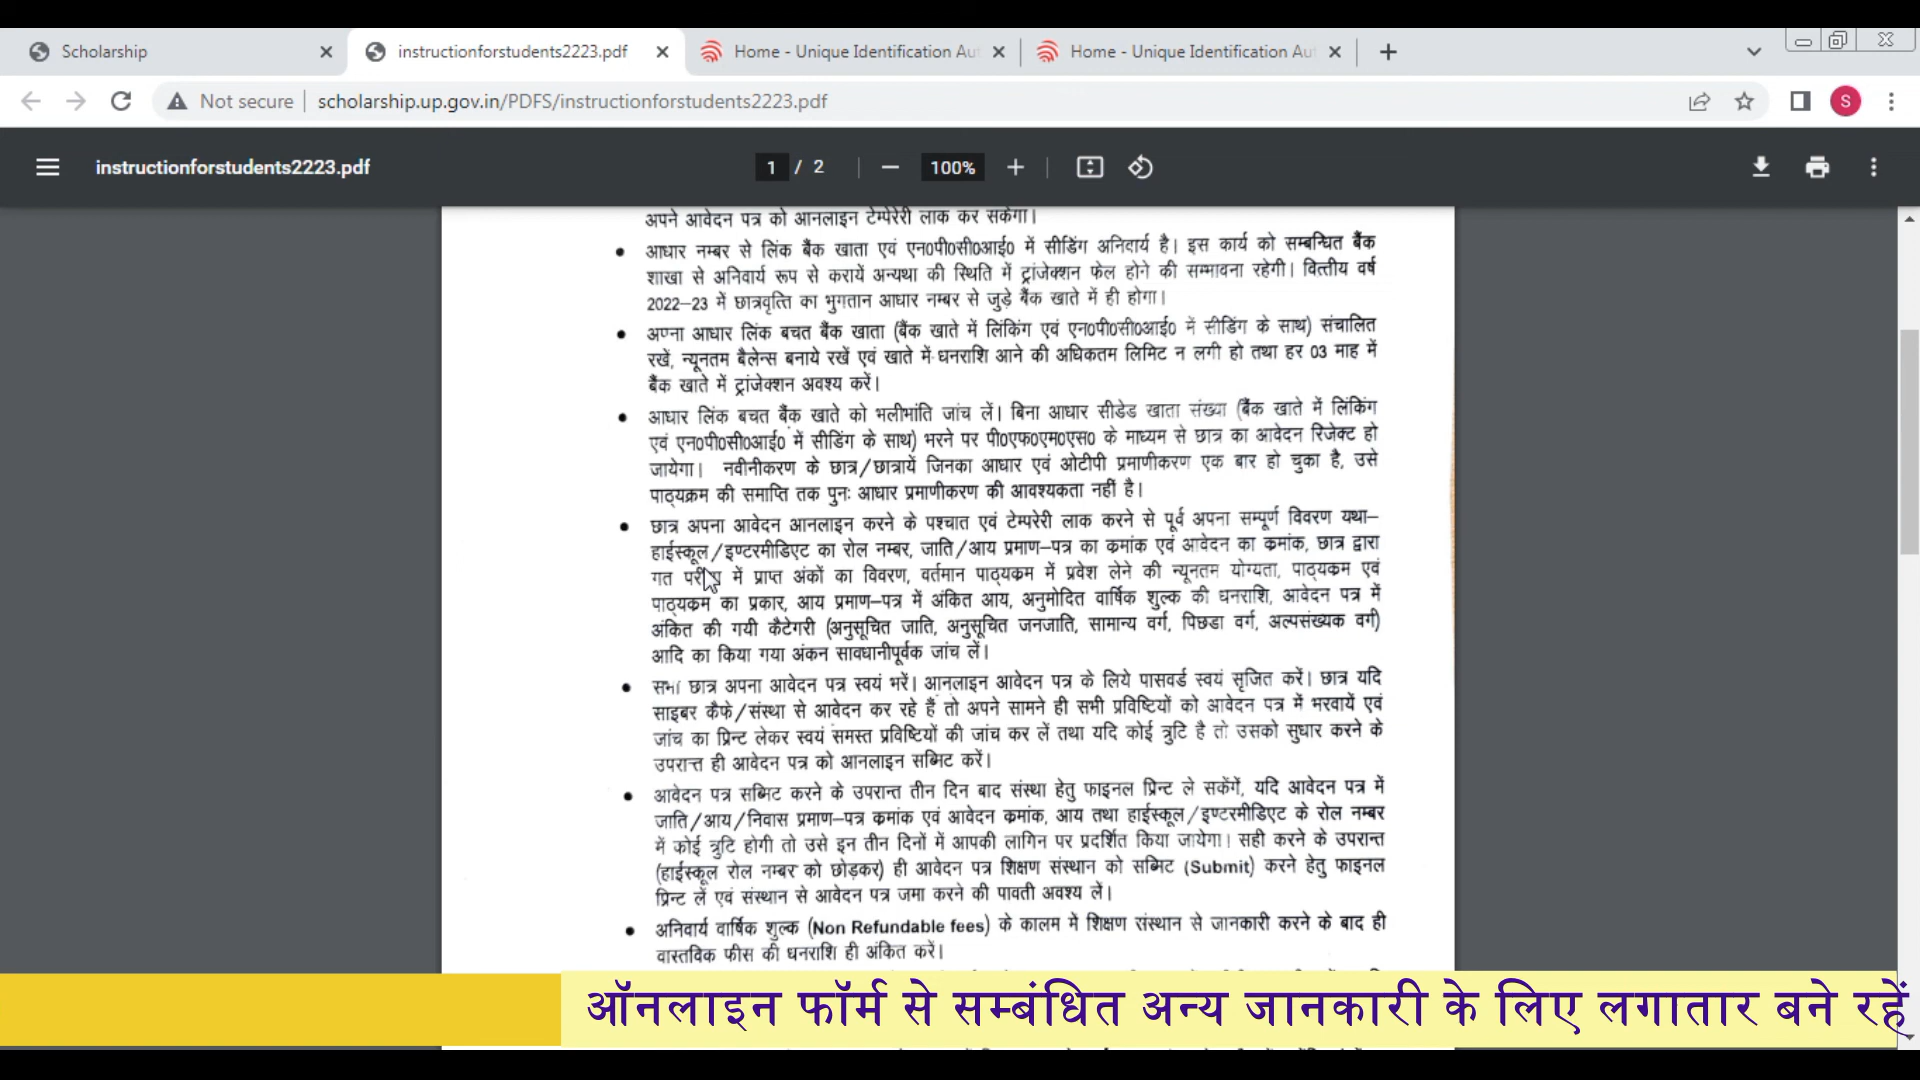 Scholarship
instructionforstudents2223.pdf
Home - Unique Identification Au
Home - Unique Identification Au
Not secure
scholarship.up.gov.in/PDFS/instructionforstudents2223.pdf
S
instructionforstudents2223.pdf
1 / 2
100%
अपने आवेदन पत्र को आनलाइन टेम्पेरेरी लाक कर सकेगा।
आधार नम्बर से लिंक बैंक खाता एवं एन0पी0सी0आई0 में सीडिंग अनिवार्य है। इस कार्य को सम्बन्धित बैंक
शाखा से अनिवार्य रूप से करायें अन्यथा की स्थिति में ट्रांजेक्शन फेल होने की सम्भावना रहेगी। वित्तीय वर्ष
2022–23 में छात्रवृत्ति का भुगतान आधार नम्बर से जुड़े बैंक खाते में ही होगा।
अपना आधार लिंक बचत बैंक खाता (बैंक खाते में लिंकिंग एवं एन0पी0सी0आई0 में सीडिंग के साथ) संचालित
रखें, न्यूनतम बैलेन्स बनाये रखें एवं खाते में धनराशि आने की अधिकतम लिमिट न लगी हो तथा हर 03 माह में
बैंक खाते में ट्रांजेक्शन अवश्य करें।
आधार लिंक बचत बैंक खाते को भलीभांति जांच लें। बिना आधार सीडेड खाता संख्या (बैंक खाते में लिंकिंग
एवं एन0पी0सी0आई0 में सीडिंग के साथ) भरने पर पी0एफ0एम0एस0 के माध्यम से छात्र का आवेदन रिजेक्ट हो
जायेगा। नवीनीकरण के छात्र/छात्रायें जिनका आधार एवं ओटीपी प्रमाणीकरण एक बार हो चुका है, उसे
पाठ्यक्रम की समाप्ति तक पुनः आधार प्रमाणीकरण की आवश्यकता नहीं है।
छात्र अपना आवेदन आनलाइन करने के पश्चात एवं टेम्परेरी लाक करने से पूर्व अपना सम्पूर्ण विवरण यथा–
हाईस्कूल/इण्टरमीडिएट का रोल नम्बर, जाति/आय प्रमाण–पत्र का क्रमांक एवं आवेदन का क्रमांक, छात्र द्वारा
गत परीक्षा में प्राप्त अंकों का विवरण, वर्तमान पाठ्यक्रम में प्रवेश लेने की न्यूनतम योग्यता, पाठ्यक्रम एवं
पाठ्यक्रम का प्रकार, आय प्रमाण–पत्र में अंकित आय, अनुमोदित वार्षिक शुल्क की धनराशि, आवेदन पत्र में
अंकित की गयी कैटेगरी (अनुसूचित जाति, अनुसूचित जनजाति, सामान्य वर्ग, पिछडा वर्ग, अल्पसंख्यक वर्ग)
आदि का किया गया अंकन सावधानीपूर्वक जांच लें।
सभी छात्र अपना आवेदन पत्र स्वयं भरें। आनलाइन आवेदन पत्र के लिये पासवर्ड स्वयं सृजित करें। छात्र यदि
साइबर कैफे/संस्था से आवेदन कर रहे हैं तो अपने सामने ही सभी प्रविष्टियों को आवेदन पत्र में भरवायें एवं
जांच का प्रिन्ट लेकर स्वयं समस्त प्रविष्टियों की जांच कर लें तथा यदि कोई त्रुटि है तो उसको सुधार करने के
उपरान्त ही आवेदन पत्र को आनलाइन सब्मिट करें।
आवेदन पत्र सब्मिट करने के उपरान्त तीन दिन बाद संस्था हेतु फाइनल प्रिन्ट ले सकेंगें, यदि आवेदन पत्र में
जाति/आय/निवास प्रमाण–पत्र क्रमांक एवं आवेदन क्रमांक, आय तथा हाईस्कूल/इण्टरमीडिएट के रोल नम्बर
में कोई त्रुटि होगी तो उसे इन तीन दिनों में आपकी लागिन पर प्रदर्शित किया जायेगा। सही करने के उपरान्त
(हाईस्कूल रोल नम्बर को छोड़कर) ही आवेदन पत्र शिक्षण संस्थान को सब्मिट (Submit) करने हेतु फाइनल
प्रिन्ट लें एवं संस्थान से आवेदन पत्र जमा करने की पावती अवश्य लें।
अनिवार्य वार्षिक शुल्क (Non Refundable fees) के कालम में शिक्षण संस्थान से जानकारी करने के बाद ही
वास्तविक फीस की धनराशि ही अंकित करें।
ऑनलाइन फॉर्म से सम्बंधित अन्य जानकारी के लिए लगातार बने रहें